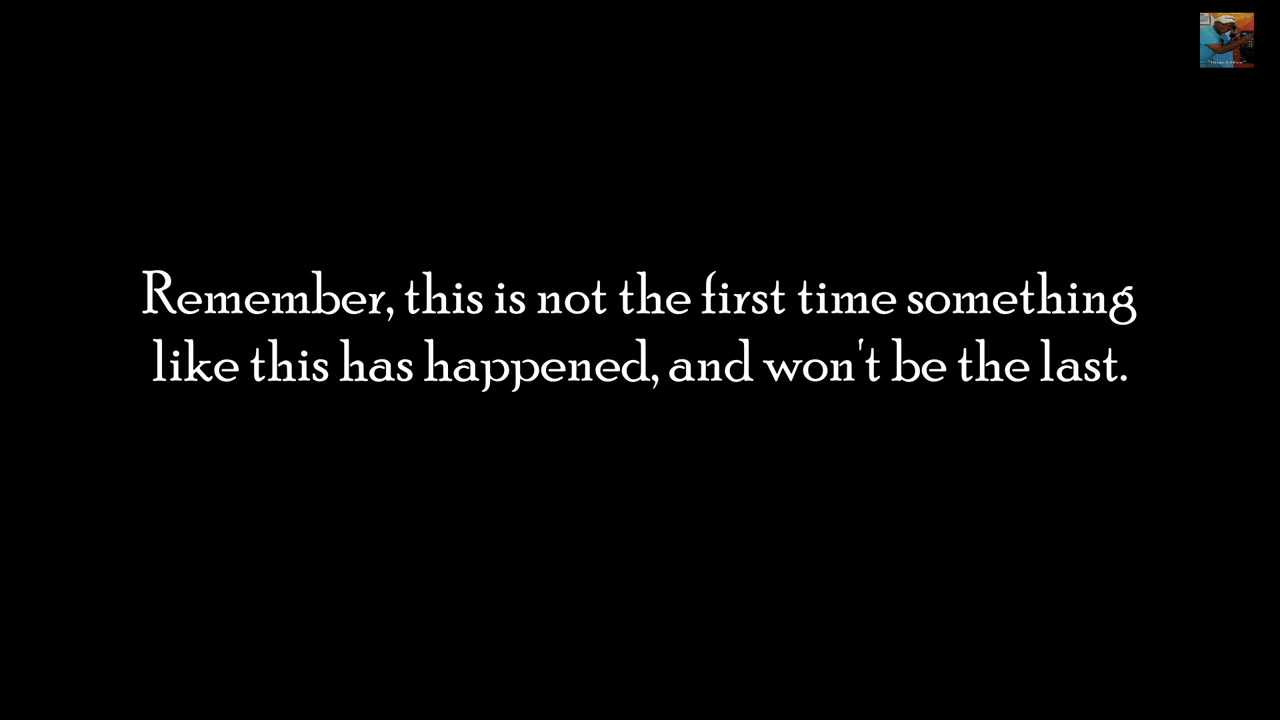 Remember, this is not the first time something
like this has happened, and won't be the last.